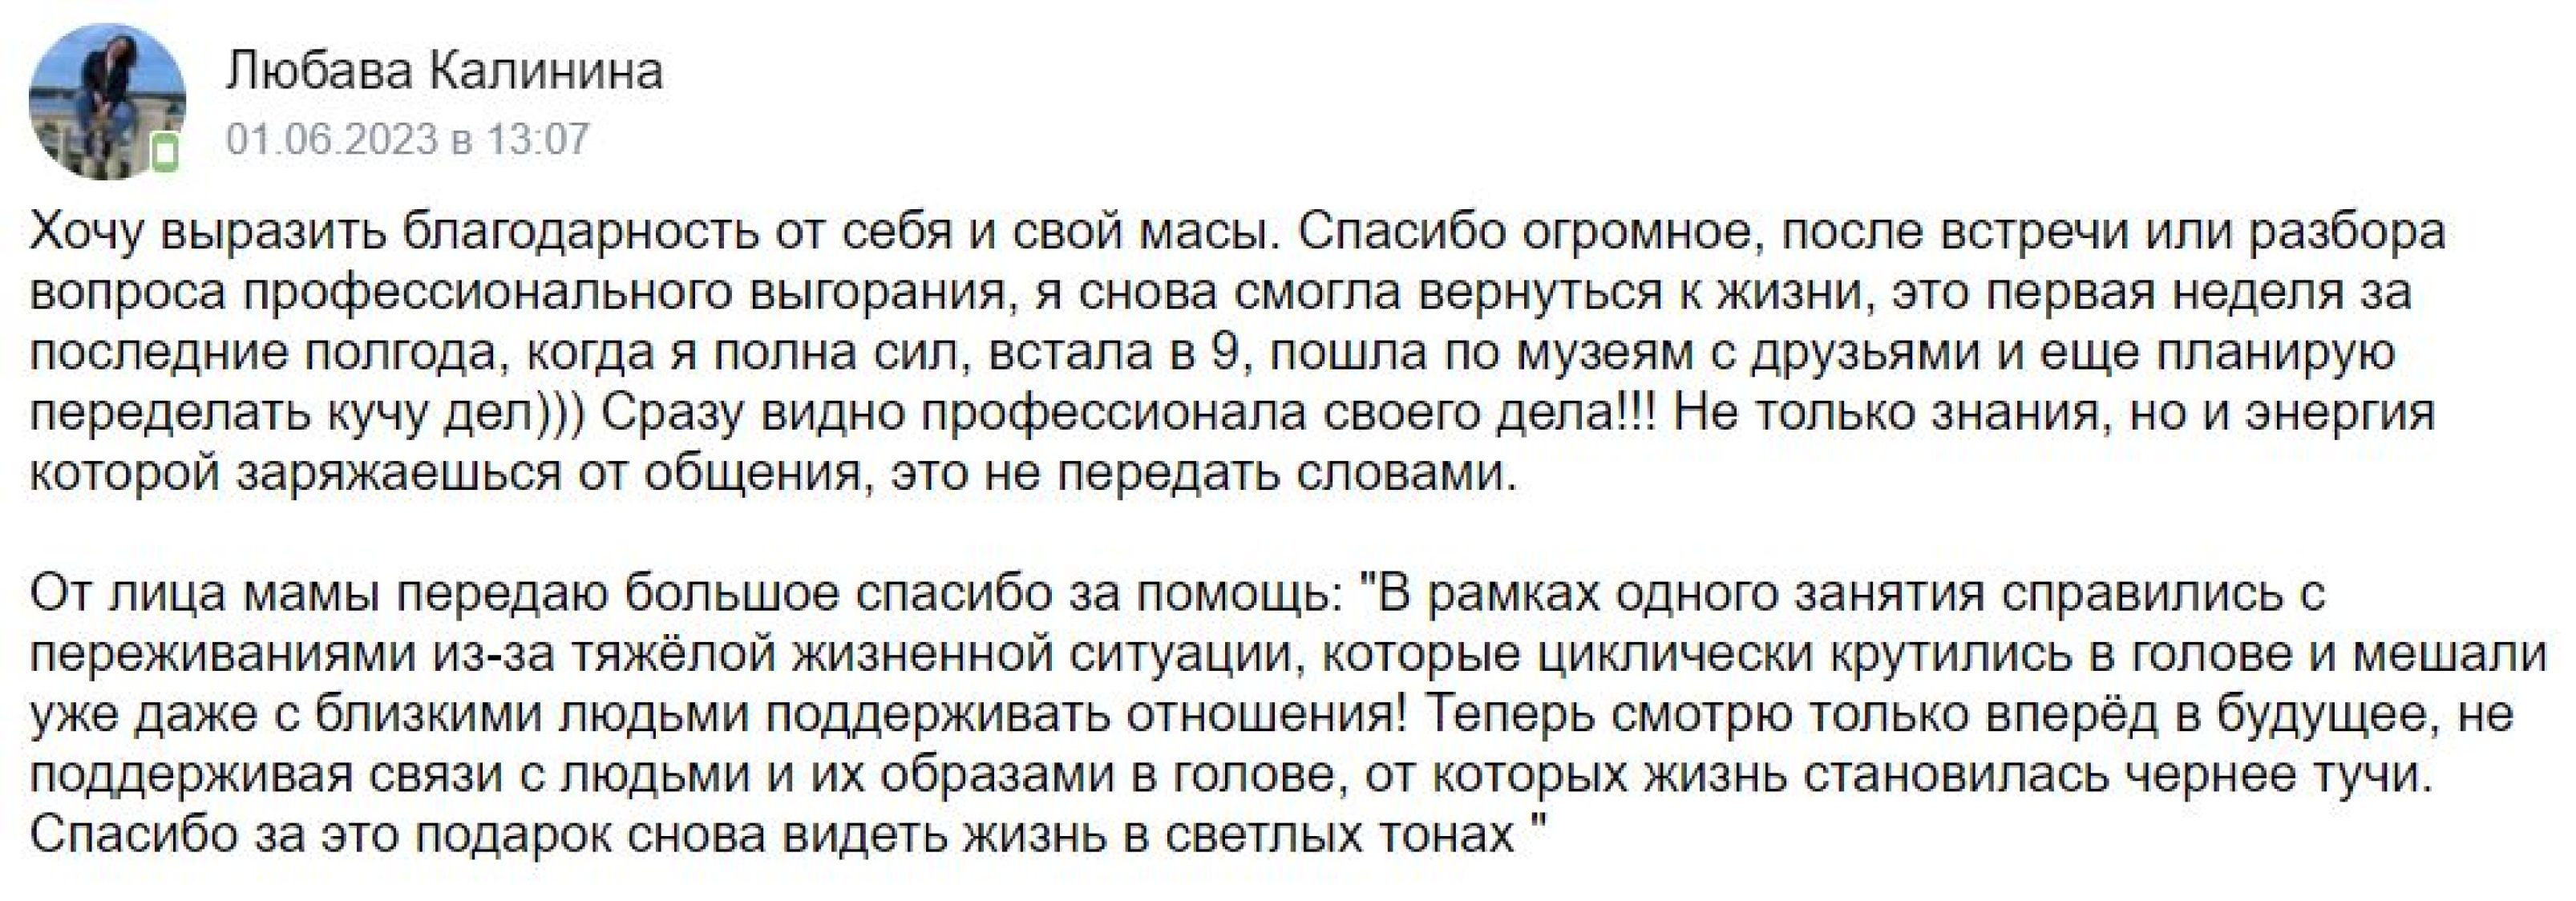 Любава Калинина
01.06.2023 в 13:07
Хочу выразить благодарность от себя и свой масы. Спасибо огромное, после встречи или разбора
вопроса профессионального выгорания, я снова смогла вернуться к жизни, это первая неделя за
последние полгода, когда я полна сил, встала в 9, пошла по музеям с друзьями и еще планирую
переделать кучу дел))) Сразу видно профессионала своего дела!!! Не только знания, но и энергия
которой заряжаешься от общения, это не передать словами.
От лица мамы передаю большое спасибо за помощь: "В рамках одного занятия справились с
переживаниями из-за тяжёлой жизненной ситуации, которые циклически крутились в голове и мешали
уже даже с близкими людьми поддерживать отношения! Теперь смотрю только вперёд в будущее, не
поддерживая связи с людьми и их образами в голове, от которых жизнь становилась чернее тучи.
Спасибо за это подарок снова видеть жизнь в светлых тонах "